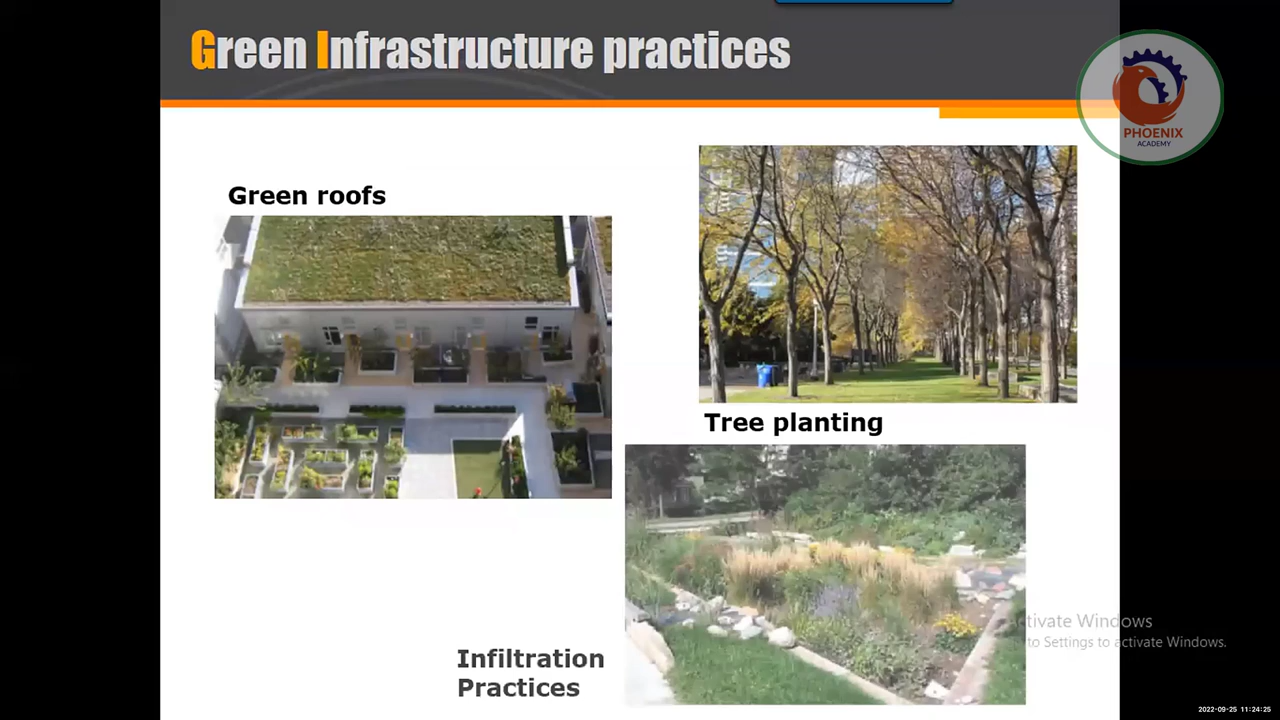 Green Infrastructure practices
PHOENIX
ACADEMY
Green roofs
Tree planting
Infiltration
Practices
Activate Windows
to Settings to activate Windows.
2022-09-25 11:24:25